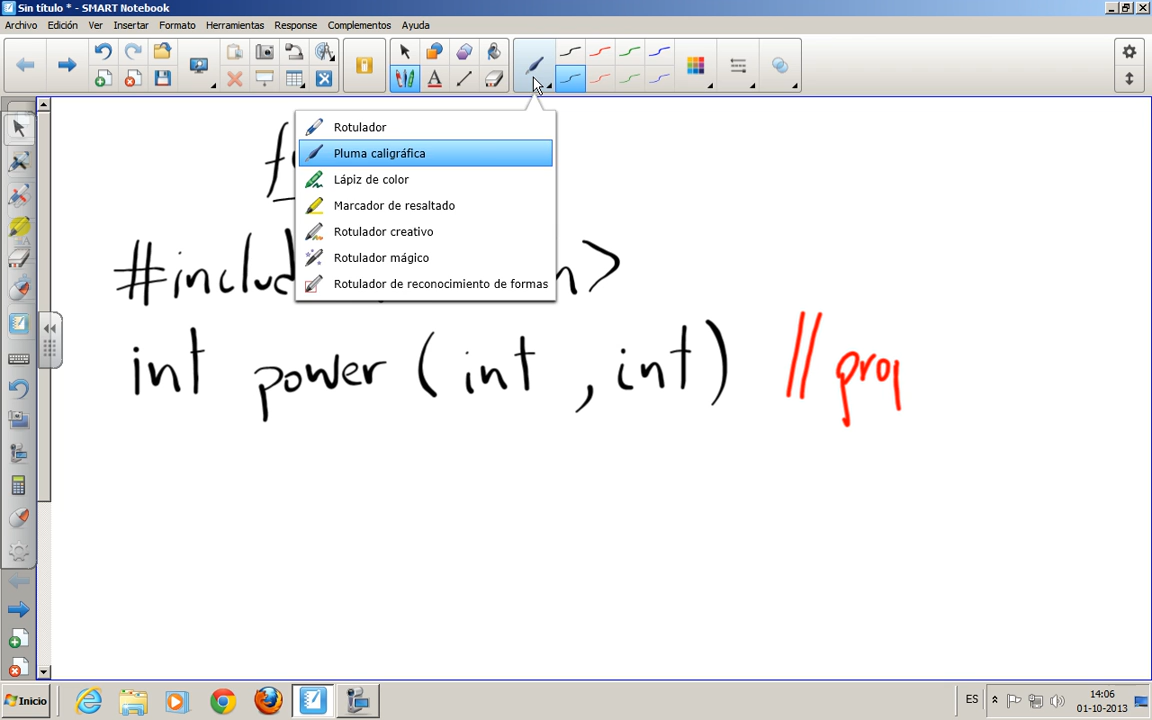 Sin título * - SMART Notebook
Archivo Edición Ver Insertar Formato Herramientas Response Complementos Ayuda
Rotulador
Pluma caligráfica
Lápiz de color
Marcador de resaltado
Rotulador creativo
Rotulador mágico
Rotulador de reconocimiento de formas
int power ( int , int ) //
Inicio
ES
14:06
01-10-2013